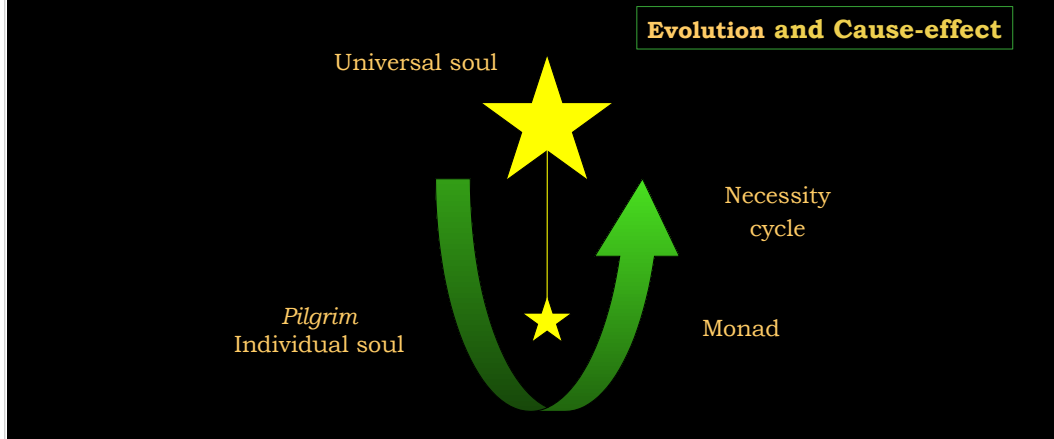 Evolution and Cause-effect
Universal soul
Necessity
cycle
Pilgrim
Individual soul
Monad